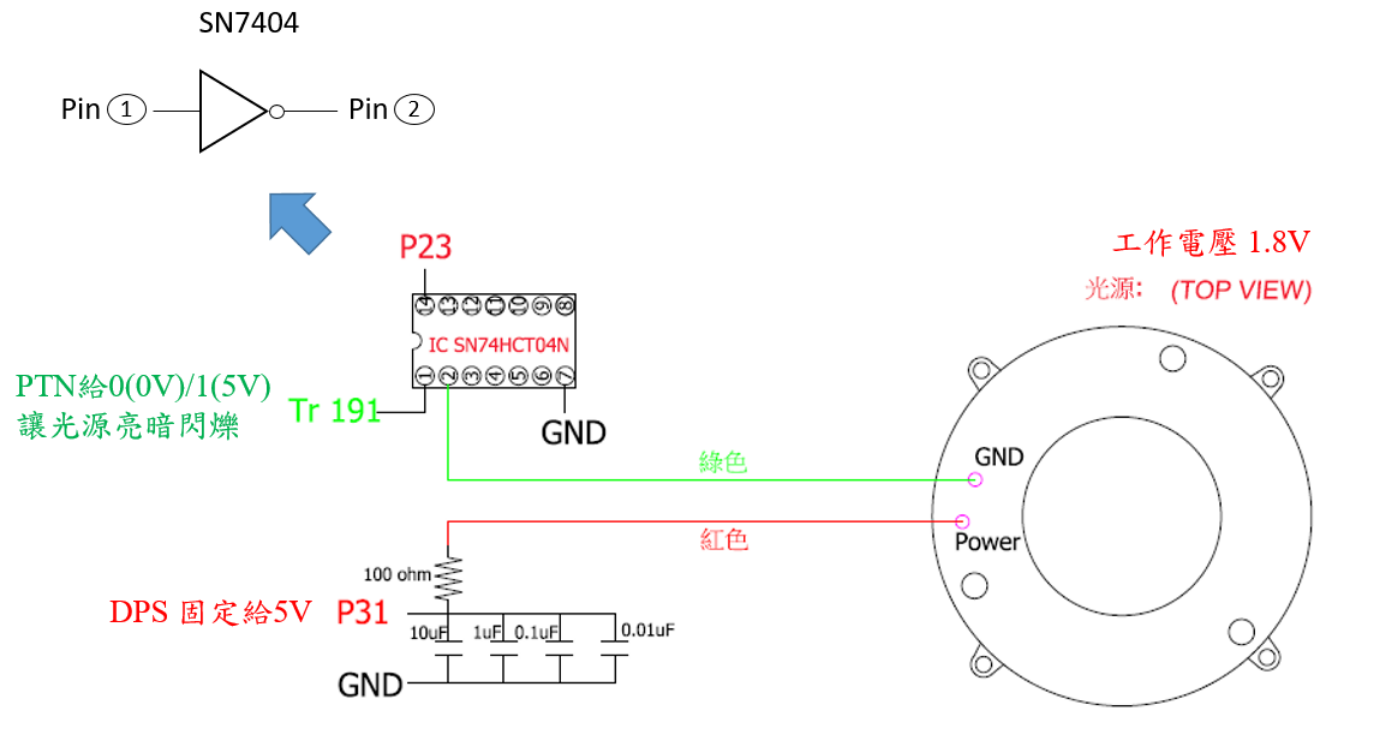 SN7404
Pin 1
Pin 2
P23
工作電壓 1.8V
光源: (TOP VIEW)
14 13 12 11 10 9 8
IC SN74HCT04N
1 2 3 4 5 6 7
PTN給0(0V)/1(5V)
讓光源亮暗閃爍
Tr 191
GND
綠色
GND
紅色
Power
100 ohm
DPS 固定給5V
P31
10uF
1uF
0.1uF
0.01uF
GND